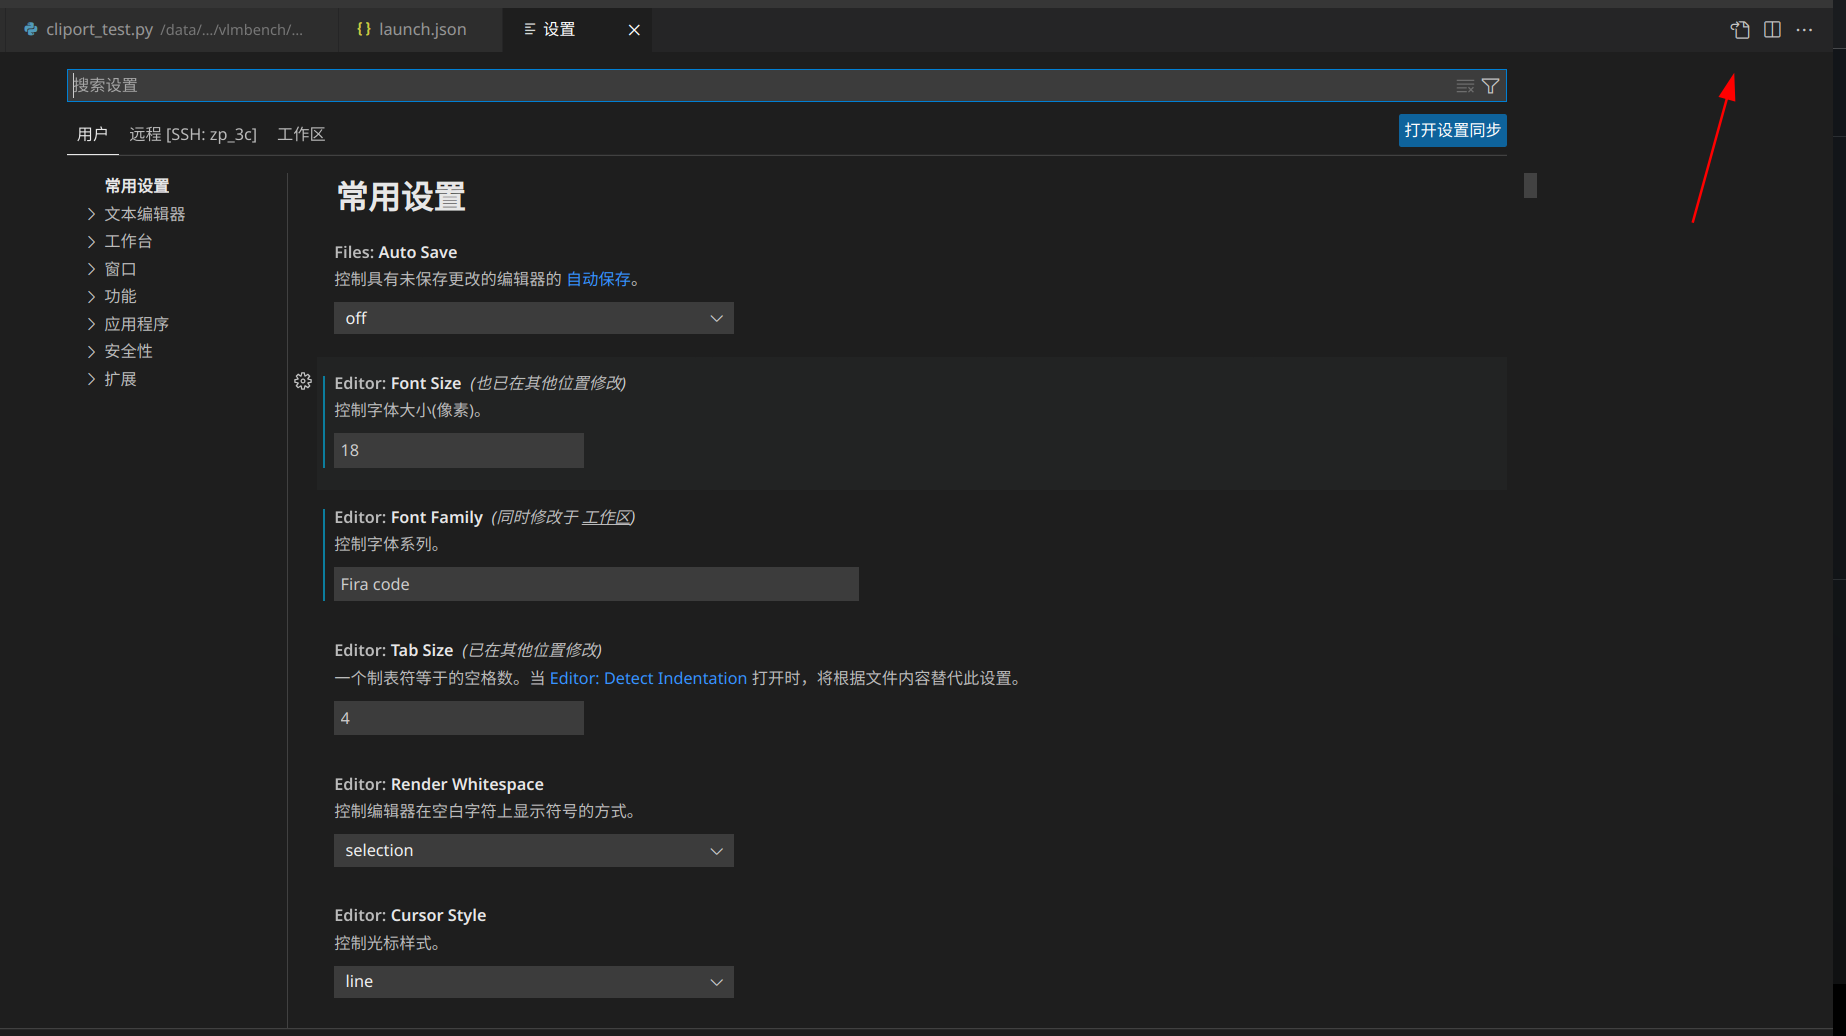 cliport_test.py /data/.../vlmbench/...
launch.json
设置
搜索设置
用户 远程 [SSH: zp_3c] 工作区
打开设置同步
常用设置
文本编辑器
工作台
窗口
功能
应用程序
安全性
扩展
常用设置
Files: Auto Save
控制具有未保存更改的编辑器的 自动保存。
off
Editor: Font Size (也已在其他位置修改)
控制字体大小(像素)。
18
Editor: Font Family (同时修改于 工作区)
控制字体系列。
Fira code
Editor: Tab Size (已在其他位置修改)
一个制表符等于的空格数。当 Editor: Detect Indentation 打开时，将根据文件内容替代此设置。
4
Editor: Render Whitespace
控制编辑器在空白字符上显示符号的方式。
selection
Editor: Cursor Style
控制光标样式。
line